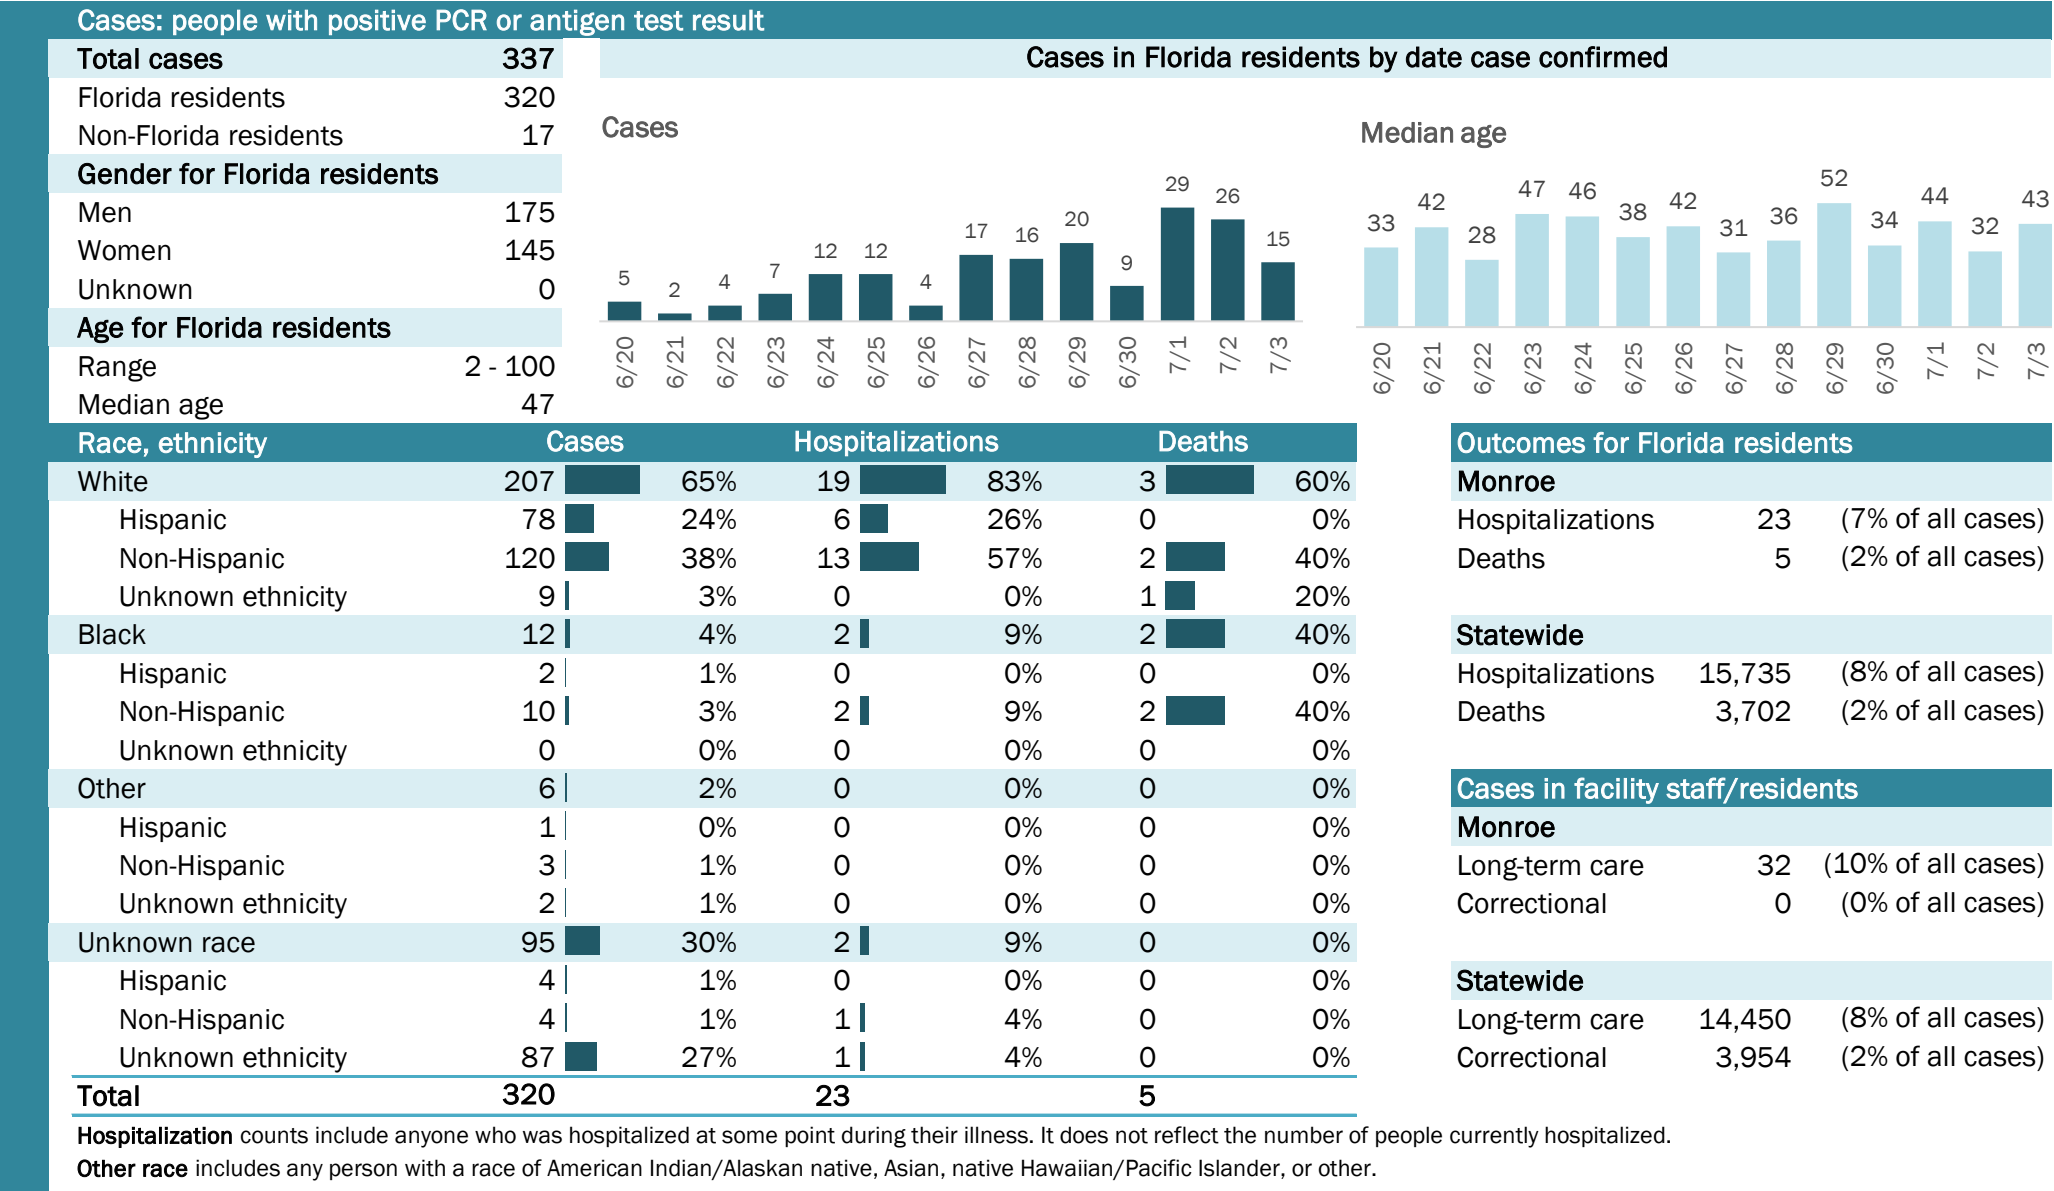 Cases: people with positive PCR or antigen test result
Total cases 337
Florida residents 320
Non-Florida residents 17
Gender for Florida residents
Men 175
Women 145
Unknown 0
Age for Florida residents
Range 2 - 100
Median age 47
Cases in Florida residents by date case confirmed
Cases
5 2 4 7 12 12 4 17 16 20 9 29 26 15
6/20 6/21 6/22 6/23 6/24 6/25 6/26 6/27 6/28 6/29 6/30 7/1 7/2 7/3
Median age
33 42 28 47 46 38 42 31 36 52 34 44 32 43
6/20 6/21 6/22 6/23 6/24 6/25 6/26 6/27 6/28 6/29 6/30 7/1 7/2 7/3
Race, ethnicity Cases Hospitalizations Deaths
White 207 65% 19 83% 3 60%
Hispanic 78 24% 6 26% 0 0%
Non-Hispanic 120 38% 13 57% 2 40%
Unknown ethnicity 9 3% 0 0% 1 20%
Black 12 4% 2 9% 2 40%
Hispanic 2 1% 0 0% 0 0%
Non-Hispanic 10 3% 2 9% 2 40%
Unknown ethnicity 0 0% 0 0% 0 0%
Other 6 2% 0 0% 0 0%
Hispanic 1 0% 0 0% 0 0%
Non-Hispanic 3 1% 0 0% 0 0%
Unknown ethnicity 2 1% 0 0% 0 0%
Unknown race 95 30% 2 9% 0 0%
Hispanic 4 1% 0 0% 0 0%
Non-Hispanic 4 1% 1 4% 0 0%
Unknown ethnicity 87 27% 1 4% 0 0%
Total 320 23 5
Outcomes for Florida residents
Monroe
Hospitalizations 23 (7% of all cases)
Deaths 5 (2% of all cases)
Statewide
Hospitalizations 15,735 (8% of all cases)
Deaths 3,702 (2% of all cases)
Cases in facility staff/residents
Monroe
Long-term care 32 (10% of all cases)
Correctional 0 (0% of all cases)
Statewide
Long-term care 14,450 (8% of all cases)
Correctional 3,954 (2% of all cases)
Hospitalization counts include anyone who was hospitalized at some point during their illness. It does not reflect the number of people currently hospitalized.
Other race includes any person with a race of American Indian/Alaskan native, Asian, native Hawaiian/Pacific Islander, or other.